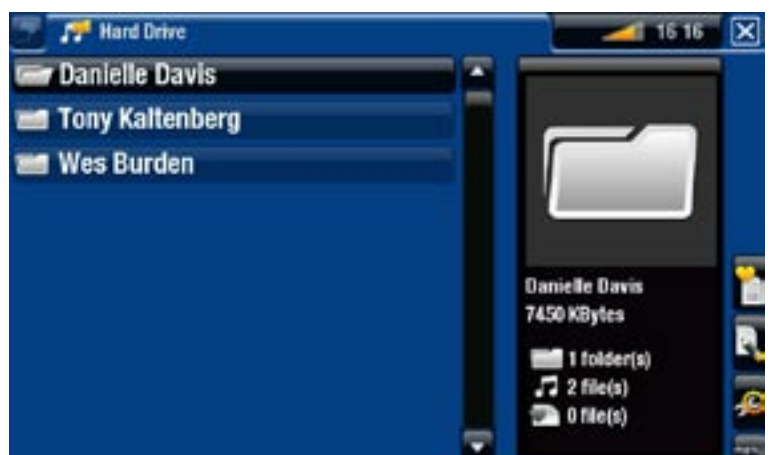 Hard Drive
16 16
Danielle Davis
Tony Kaltenberg
Wes Burden
Danielle Davis
7450 KBytes
1 folder(s)
2 file(s)
0 file(s)